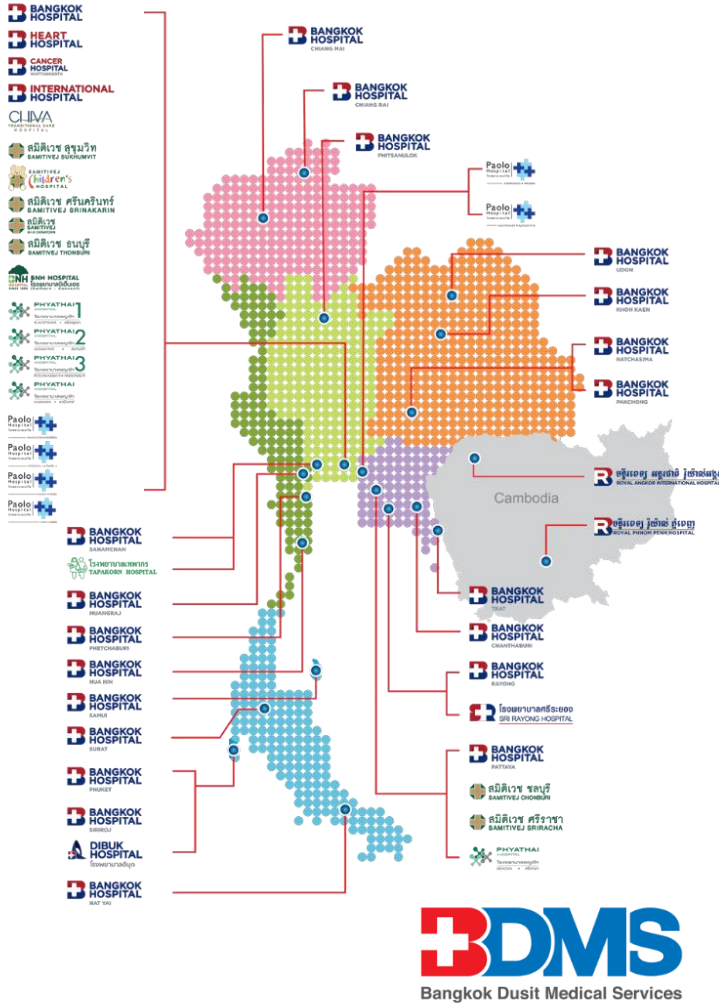 BANGKOK
HOSPITAL
HEART
HOSPITAL
CANCER
HOSPITAL
INTERNATIONAL
HOSPITAL
CHIVA
TRANSITIONAL CARE
HOSPITAL
สมิติเวช สุขุมวิท
SAMITIVEJ SUKHUMVIT
SAMITIVEJ
Children's
HOSPITAL
สมิติเวช ศรีนครินทร์
SAMITIVEJ SRINAKARIN
สมิติเวช
SAMITIVEJ
สมิติเวช ธนบุรี
SAMITIVEJ THONBURI
BNH HOSPITAL
PHYATHAI 1
PHYATHAI 2
PHYATHAI 3
PHYATHAI
Paolo
Hospital
Paolo
Hospital
Paolo
Hospital
Paolo
Hospital
BANGKOK
HOSPITAL
SANAMCHAN
โรงพยาบาลเทพากร
TAPAKORN HOSPITAL
BANGKOK
HOSPITAL
MUANGRAJ
BANGKOK
HOSPITAL
PHETCHABURI
BANGKOK
HOSPITAL
HUA HIN
BANGKOK
HOSPITAL
SAMUI
BANGKOK
HOSPITAL
SURAT
BANGKOK
HOSPITAL
PHUKET
BANGKOK
HOSPITAL
SIRIROJ
DIBUK
HOSPITAL
โรงพยาบาลดีบุก
BANGKOK
HOSPITAL
HAT YAI
BANGKOK
HOSPITAL
CHIANG MAI
BANGKOK
HOSPITAL
CHIANG RAI
BANGKOK
HOSPITAL
PHITSANULOK
Paolo
Hospital
Paolo
Hospital
BANGKOK
HOSPITAL
UDON
BANGKOK
HOSPITAL
KHON KAEN
BANGKOK
HOSPITAL
RATCHASIMA
BANGKOK
HOSPITAL
PAKCHONG
Cambodia
ROYAL ANGKOR INTERNATIONAL HOSPITAL
ROYAL PHNOM PENH HOSPITAL
BANGKOK
HOSPITAL
TRAT
BANGKOK
HOSPITAL
CHANTHABURI
BANGKOK
HOSPITAL
RAYONG
โรงพยาบาลศรีระยอง
SRI RAYONG HOSPITAL
BANGKOK
HOSPITAL
PATTAYA
สมิติเวช ชลบุรี
SAMITIVEJ CHONBURI
สมิติเวช ศรีราชา
SAMITIVEJ SRIRACHA
PHYATHAI
BDMS
Bangkok Dusit Medical Services